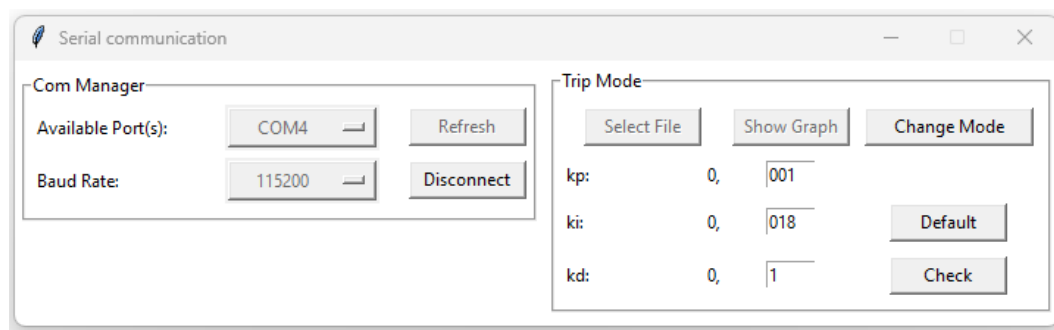 Serial communication
Com Manager
Available Port(s): COM4 Refresh
Baud Rate: 115200 Disconnect
Trip Mode
Select File Show Graph Change Mode
kp: 0, 001
ki: 0, 018 Default
kd: 0, 1 Check